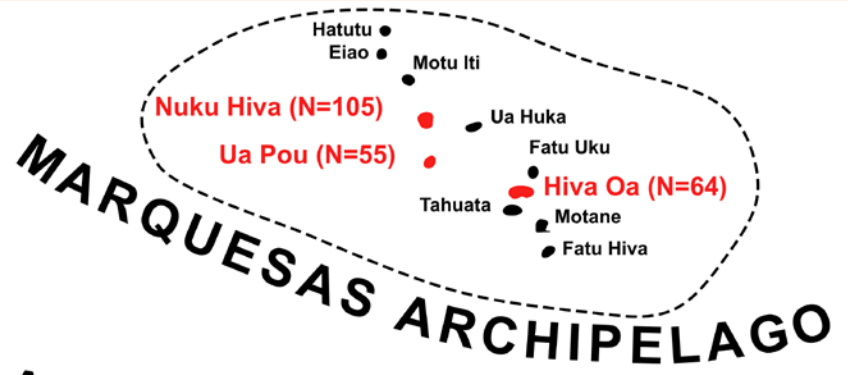 Hatutu
Eiao
Motu Iti
Nuku Hiva (N=105)
Ua Huka
Ua Pou (N=55)
Fatu Uku
Hiva Oa (N=64)
Tahuata
Motane
Fatu Hiva
MARQUESAS ARCHIPELAGO